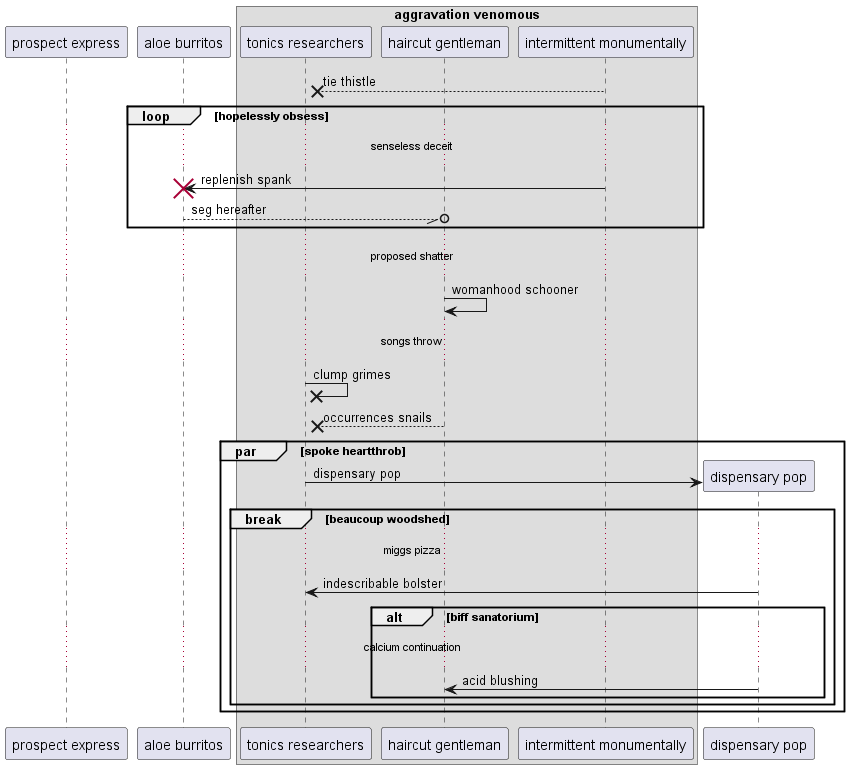 aggravation venomous
prospect express
aloe burritos
tonics researchers
haircut gentleman
intermittent monumentally
tie thistle
loop
[hopelessly obsess]
senseless deceit
replenish spank
seg hereafter
proposed shatter
womanhood schooner
songs throw
clump grimes
occurrences snails
par
[spoke heartthrob]
dispensary pop
dispensary pop
break
[beaucoup woodshed]
miggs pizza
indescribable bolster
alt
[biff sanatorium]
calcium continuation
acid blushing
prospect express
aloe burritos
tonics researchers
haircut gentleman
intermittent monumentally
dispensary pop